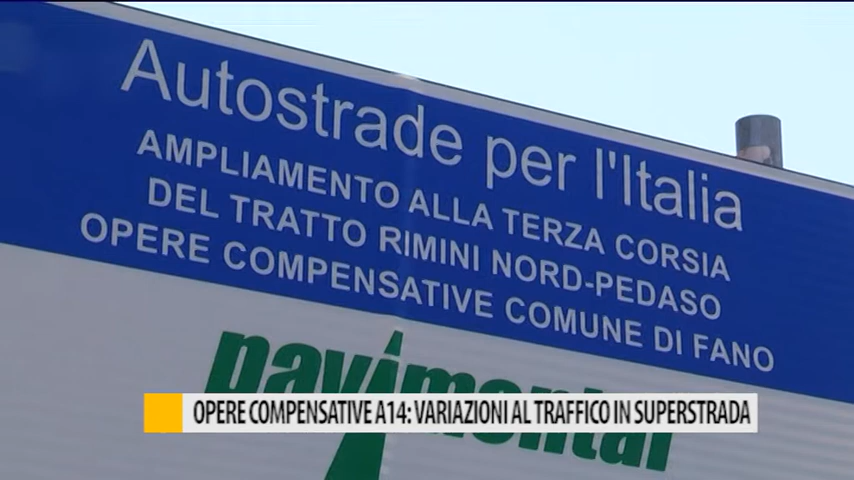 Autostrade per l'Italia
AMPLIAMENTO ALLA TERZA CORSIA
DEL TRATTO RIMINI NORD-PEDASO
OPERE COMPENSATIVE COMUNE DI FANO
pavimental
OPERE COMPENSATIVE A14: VARIAZIONI AL TRAFFICO IN SUPERSTRADA